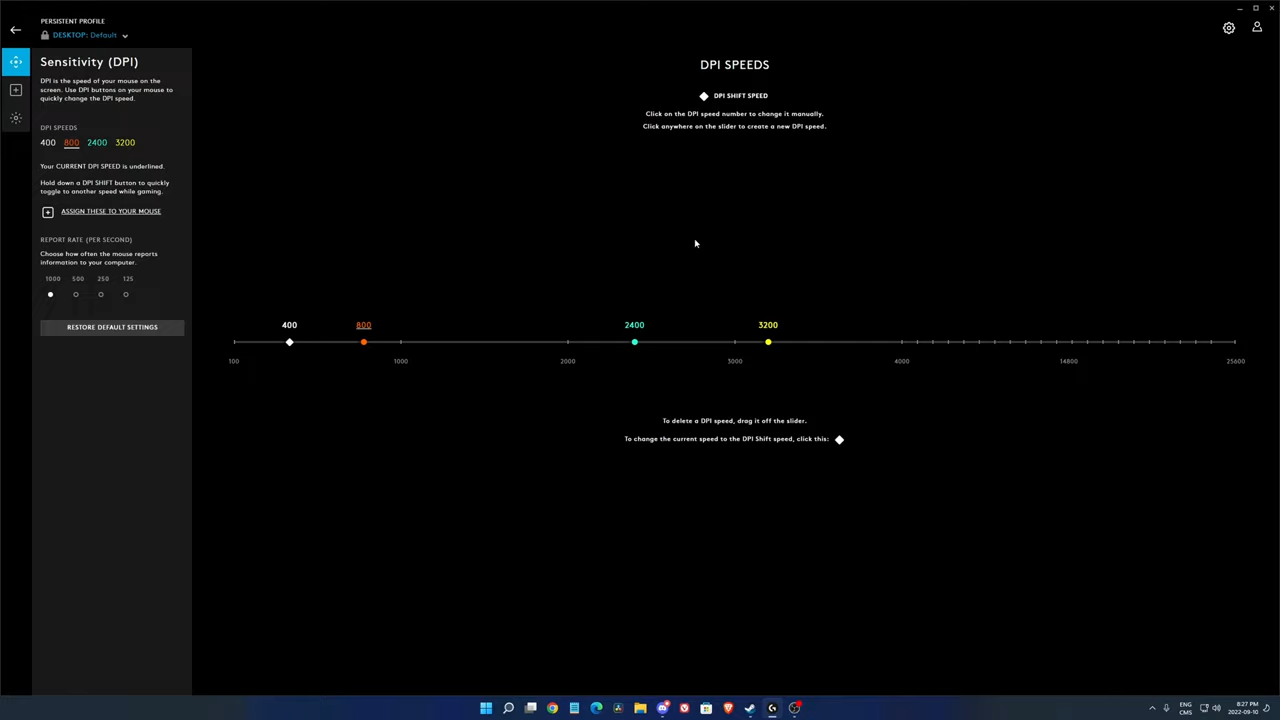 PERSISTENT PROFILE
DESKTOP: Default
Sensitivity (DPI)
DPI is the speed of your mouse on the
screen. Use DPI buttons on your mouse to
quickly change the DPI speed.
DPI SPEEDS
400 800 2400 3200
Your CURRENT DPI SPEED is underlined.
Hold down a DPI SHIFT button to quickly
toggle to another speed while gaming.
ASSIGN THESE TO YOUR MOUSE
REPORT RATE (PER SECOND)
Choose how often the mouse reports
information to your computer.
1000 500 250 125
RESTORE DEFAULT SETTINGS
DPI SPEEDS
DPI SHIFT SPEED
Click on the DPI speed number to change it manually.
Click anywhere on the slider to create a new DPI speed.
400 800 2400 3200
100 1000 2000 3000 4000 14800 25600
To delete a DPI speed, drag it off the slider.
To change the current speed to the DPI Shift speed, click this:
ENG
CMS
8:27 PM
2022-09-10